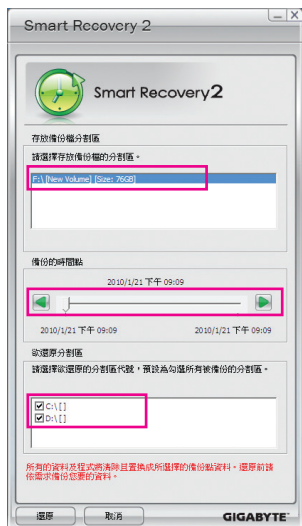 Smart Recovery 2
Smart Recovery2
存放備份檔分割區
請選擇存放備份檔的分割區。
F:\ [New Volume] [Size: 76GB]
備份的時間點
2010/1/21 下午 09:09
2010/1/21 下午 09:09
2010/1/21 下午 09:09
欲還原分割區
請選擇欲還原的分割區代號，預設為勾選所有被備份的分割區。
C:\ [ ]
D:\ [ ]
所有的資料及程式將清除且置換成所選擇的備份點資料。還原前請
依需求備份您要的資料。
還原 取消 GIGABYTE™